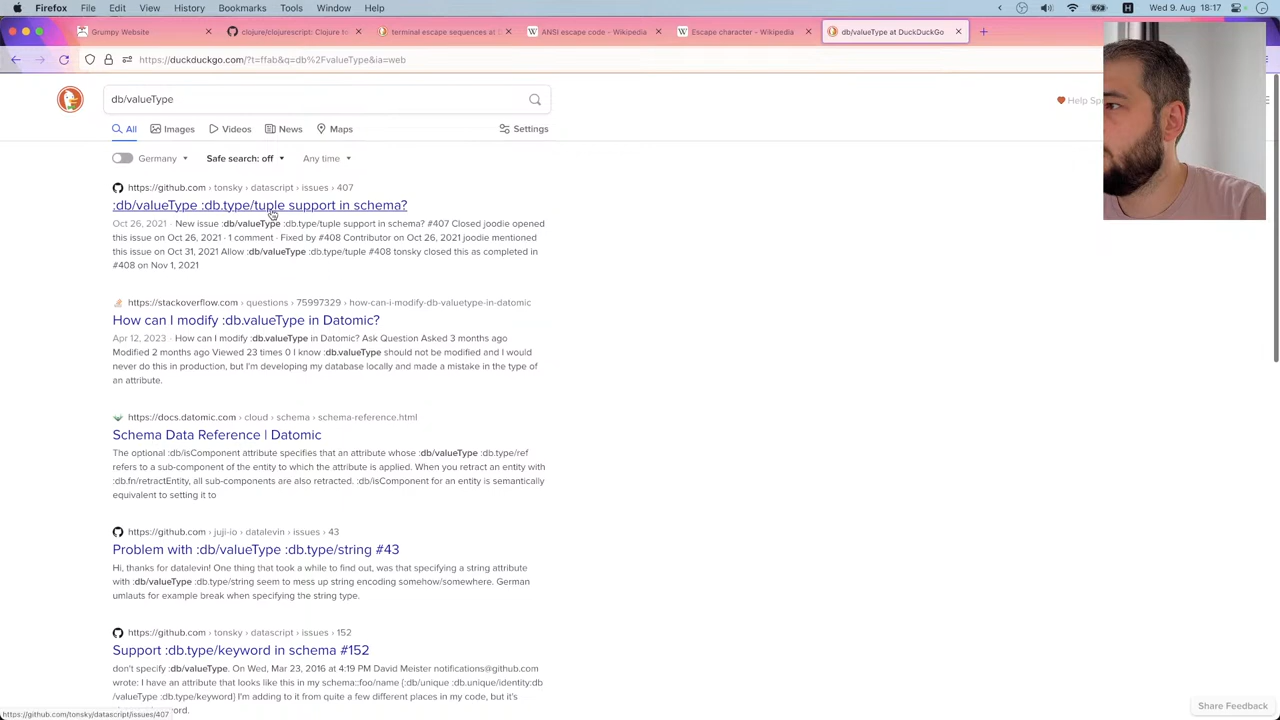 Firefox File Edit View History Bookmarks Tools Window Help Wed 9. Aug 18:17
Grumpy Website
clojure/clojurescript: Clojure to
terminal escape sequences at
ANSI escape code – Wikipedia
Escape character – Wikipedia
db/valueType at DuckDuckGo
https://duckduckgo.com/?t=ffab&q=db%2FvalueType&ia=web
db/valueType
Help Spr
All Images Videos News Maps Settings
Germany Safe search: off Any time
https://github.com › tonsky › datascript › issues › 407
:db/valueType :db.type/tuple support in schema?
Oct 26, 2021 · New issue :db/valueType :db.type/tuple support in schema? #407 Closed joodie opened
this issue on Oct 26, 2021 · 1 comment · Fixed by #408 Contributor on Oct 26, 2021 joodie mentioned
this issue on Oct 31, 2021 Allow :db/valueType :db.type/tuple #408 tonsky closed this as completed in
#408 on Nov 1, 2021
https://stackoverflow.com › questions › 75997329 › how-can-i-modify-db-valuetype-in-datomic
How can I modify :db.valueType in Datomic?
Apr 12, 2023 · How can I modify :db.valueType in Datomic? Ask Question Asked 3 months ago
Modified 2 months ago Viewed 23 times 0 I know :db.valueType should not be modified and I would
never do this in production, but I'm developing my database locally and made a mistake in the type of
an attribute.
https://docs.datomic.com › cloud › schema › schema-reference.html
Schema Data Reference | Datomic
The optional :db/isComponent attribute specifies that an attribute whose :db/valueType :db.type/ref
refers to a sub-component of the entity to which the attribute is applied. When you retract an entity with
:db.fn/retractEntity, all sub-components are also retracted. :db/isComponent for an entity is semantically
equivalent to setting it to
https://github.com › juji-io › datalevin › issues › 43
Problem with :db/valueType :db.type/string #43
Hi, thanks for datalevin! One thing that took a while to find out, was that specifying a string attribute
with :db/valueType :db.type/string seem to mess up string encoding somehow/somewhere. German
umlauts for example break when specifying the string type.
https://github.com › tonsky › datascript › issues › 152
Support :db.type/keyword in schema #152
don't specify :db/valueType. On Wed, Mar 23, 2016 at 4:19 PM David Meister notifications@github.com
wrote: I have an attribute that looks like this in my schema::foo/name {:db/unique :db.unique/identity:db
/valueType :db.type/keyword} I'm adding to it from quite a few different places in my code, but it's
https://github.com/tonsky/datascript/issues/407
Share Feedback